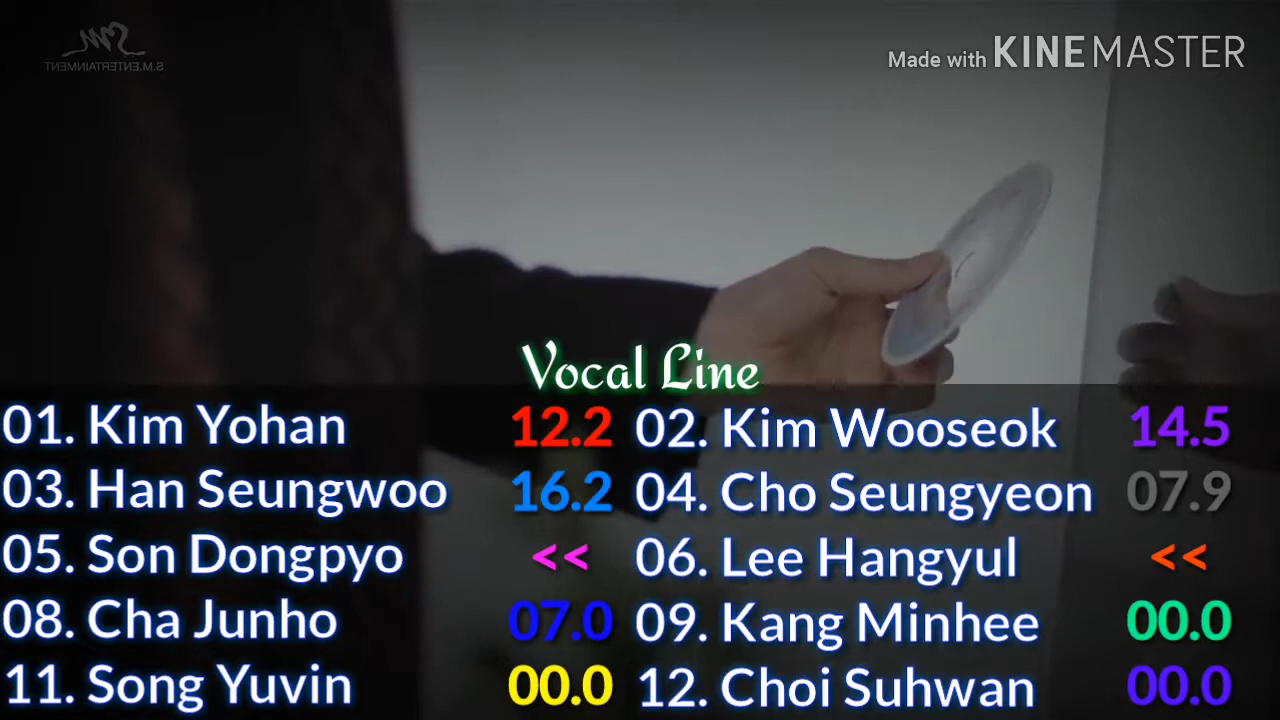 S.M.ENTERTAINMENT
Made with KINEMASTER
Vocal Line
01. Kim Yohan 12.2 02. Kim Wooseok 14.5
03. Han Seungwoo 16.2 04. Cho Seungyeon 07.9
05. Son Dongpyo << 06. Lee Hangyul <<
08. Cha Junho 07.0 09. Kang Minhee 00.0
11. Song Yuvin 00.0 12. Choi Suhwan 00.0